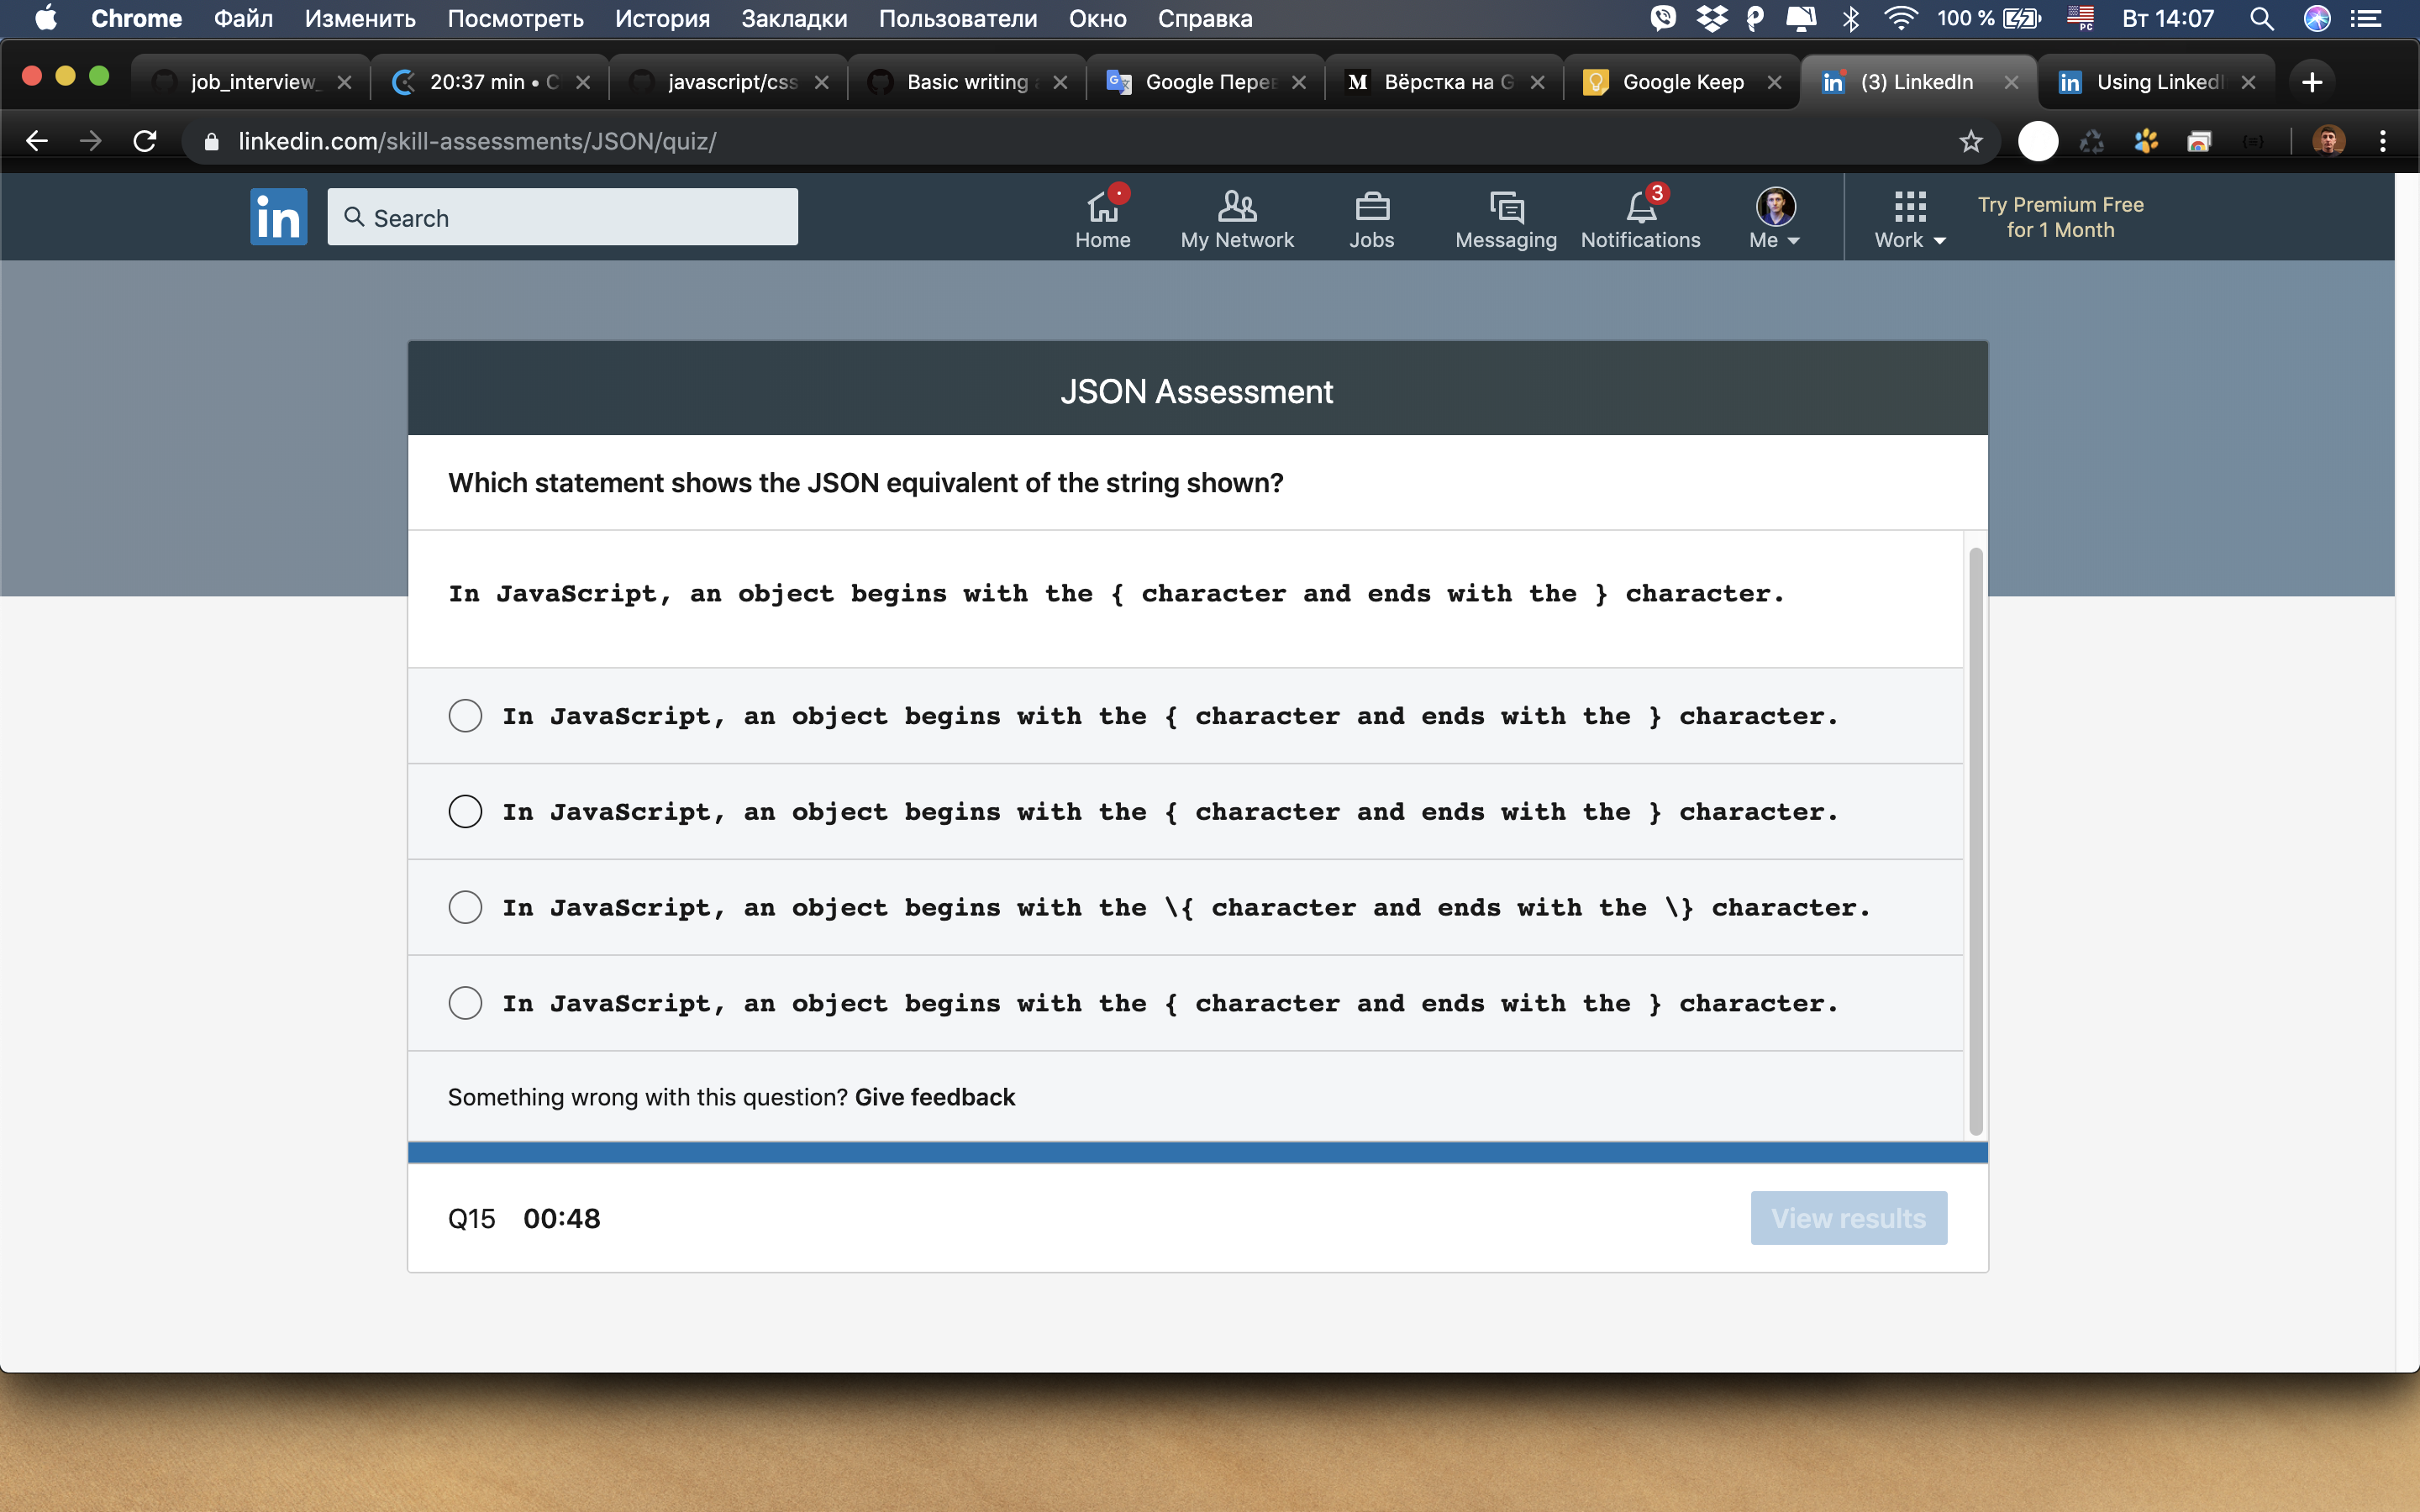 Chrome Файл Изменить Посмотреть История Закладки Пользователи Окно Справка 100 % PC Вт 14:07
job_interview_ 20:37 min • C javascript/css Basic writing Google Перев M Вёрстка на G Google Keep (3) LinkedIn Using Linked
linkedin.com/skill-assessments/JSON/quiz/
in Search Home My Network Jobs Messaging 3 Notifications Me Work Try Premium Free
for 1 Month
JSON Assessment
Which statement shows the JSON equivalent of the string shown?
In JavaScript, an object begins with the { character and ends with the } character.
In JavaScript, an object begins with the { character and ends with the } character.
In JavaScript, an object begins with the { character and ends with the } character.
In JavaScript, an object begins with the \{ character and ends with the \} character.
In JavaScript, an object begins with the { character and ends with the } character.
Something wrong with this question? Give feedback
Q15 00:48 View results